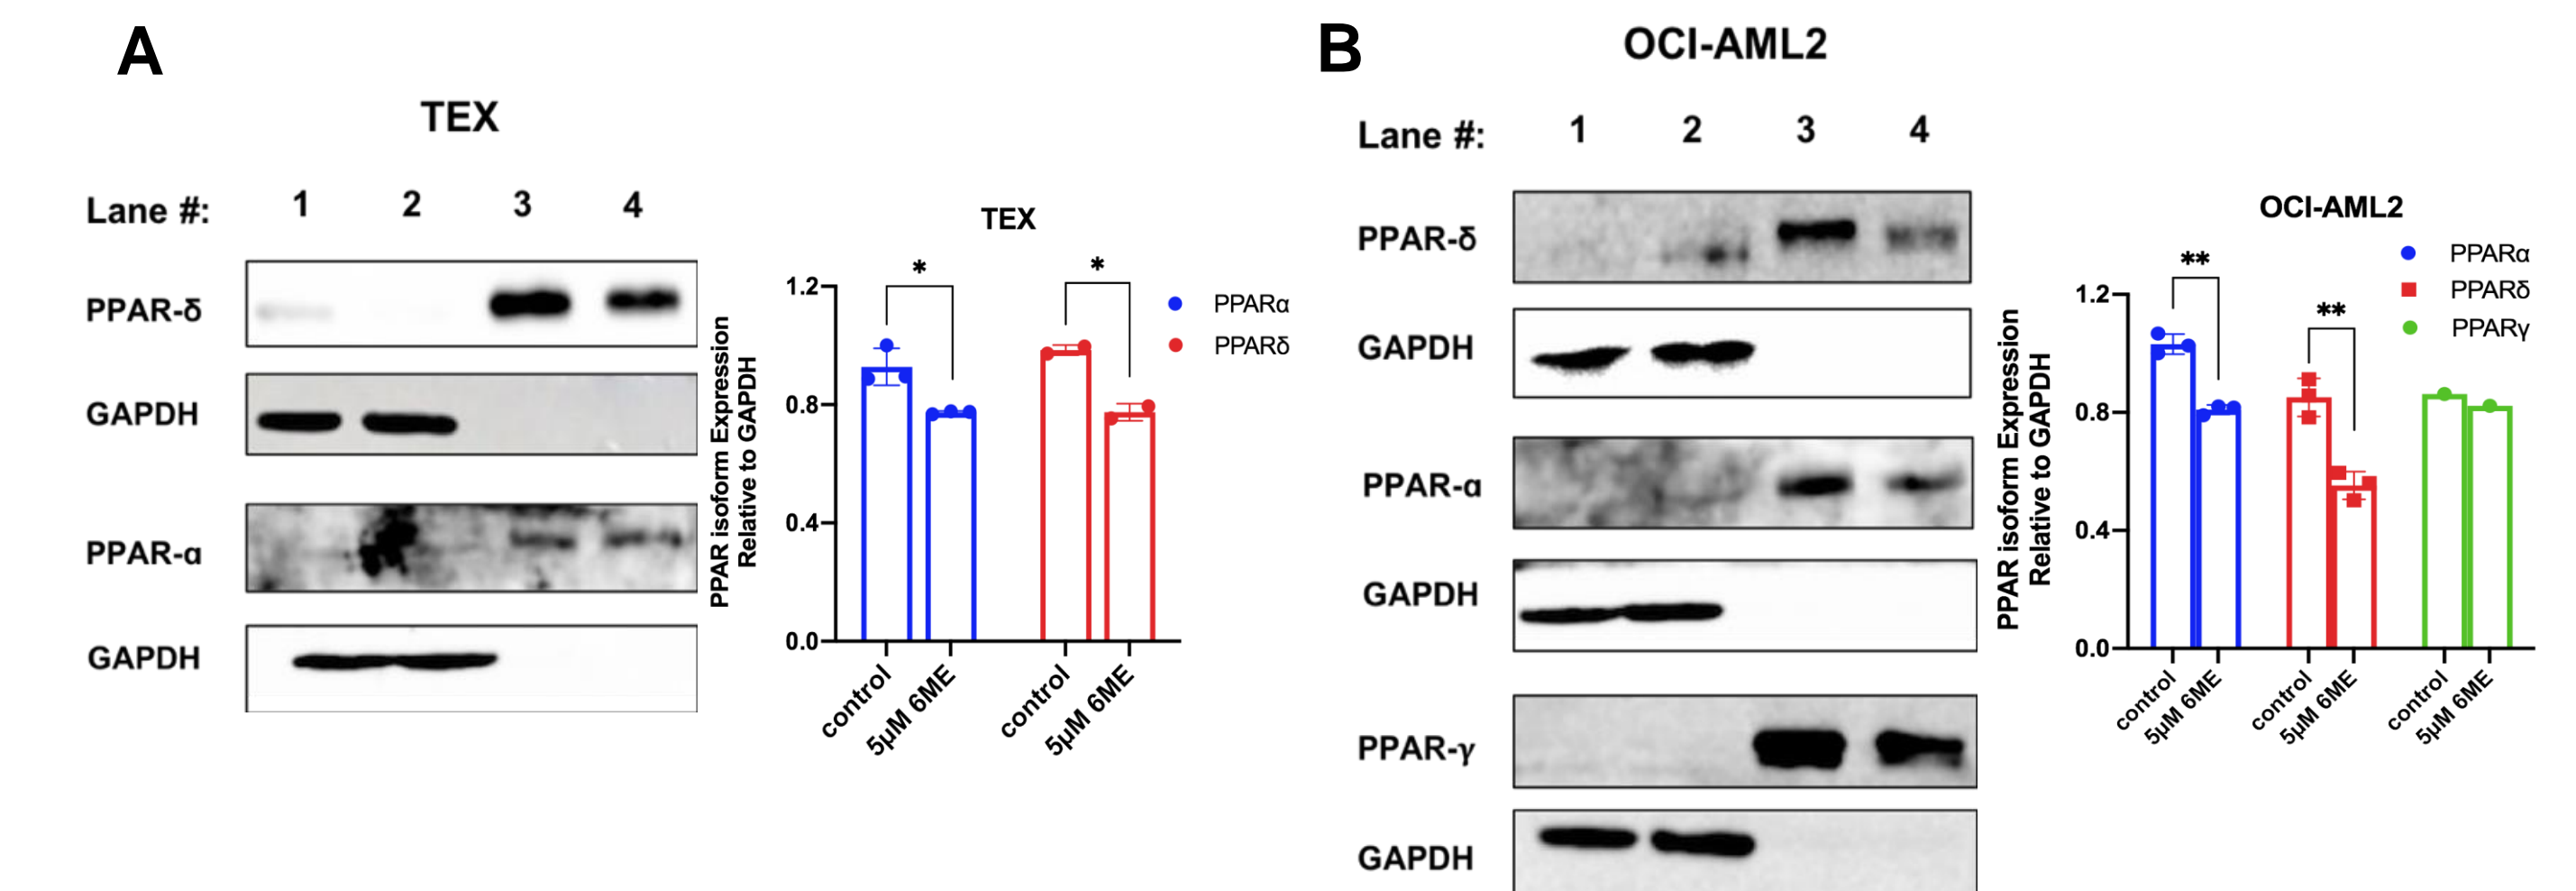 A
TEX
Lane #: 1 2 3 4
PPAR-δ
GAPDH
PPAR-α
GAPDH
TEX
PPAR isoform Expression
Relative to GAPDH
1.2
0.8
0.4
0.0
*
*
PPARα
PPARδ
control
5µM 6ME
control
5µM 6ME
B
OCI-AML2
Lane #: 1 2 3 4
PPAR-δ
GAPDH
PPAR-α
GAPDH
PPAR-γ
GAPDH
OCI-AML2
PPAR isoform Expression
Relative to GAPDH
1.2
0.8
0.4
0.0
**
**
PPARα
PPARδ
PPARγ
control
5µM 6ME
control
5µM 6ME
control
5µM 6ME